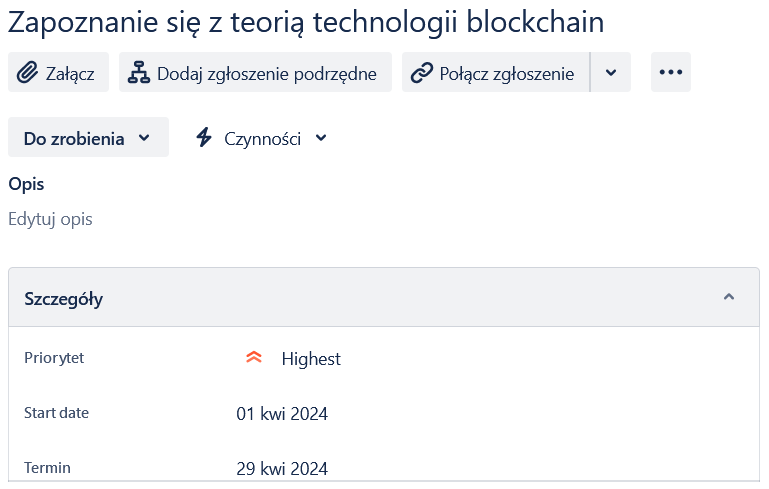 Zapoznanie się z teorią technologii blockchain
Załącz Dodaj zgłoszenie podrzędne Połącz zgłoszenie
Do zrobienia Czynności
Opis
Edytuj opis
Szczegóły
Priorytet Highest
Start date 01 kwi 2024
Termin 29 kwi 2024